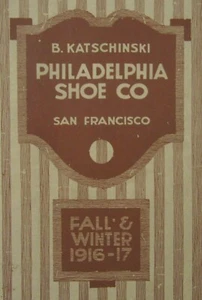 B. KATSCHINSKI
PHILADELPHIA
SHOE CO
SAN FRANCISCO
FALL &
WINTER
1916-17